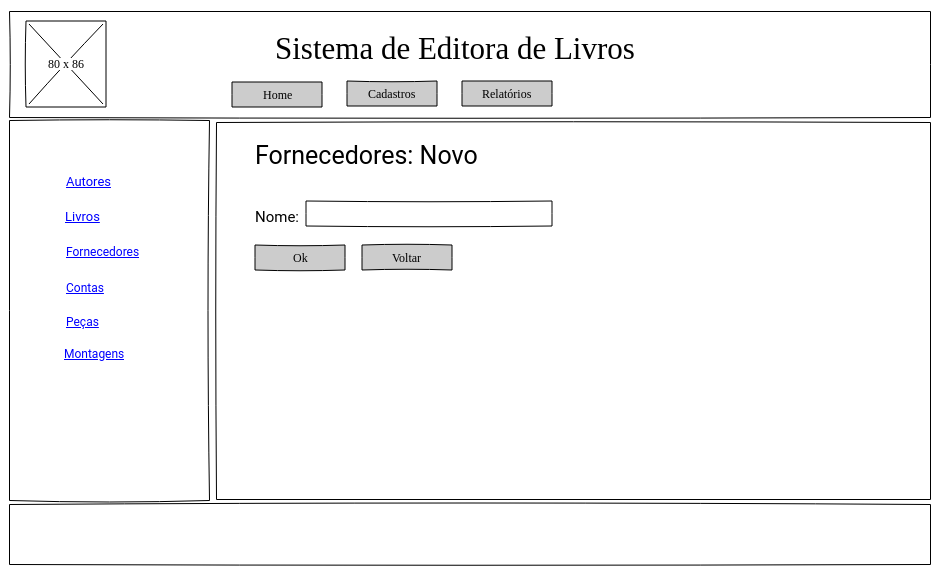 Sistema de Editora de Livros
80 x 86
Home Cadastros Relatórios
Autores
Livros
Fornecedores
Contas
Peças
Montagens
Fornecedores: Novo
Nome:
Ok Voltar